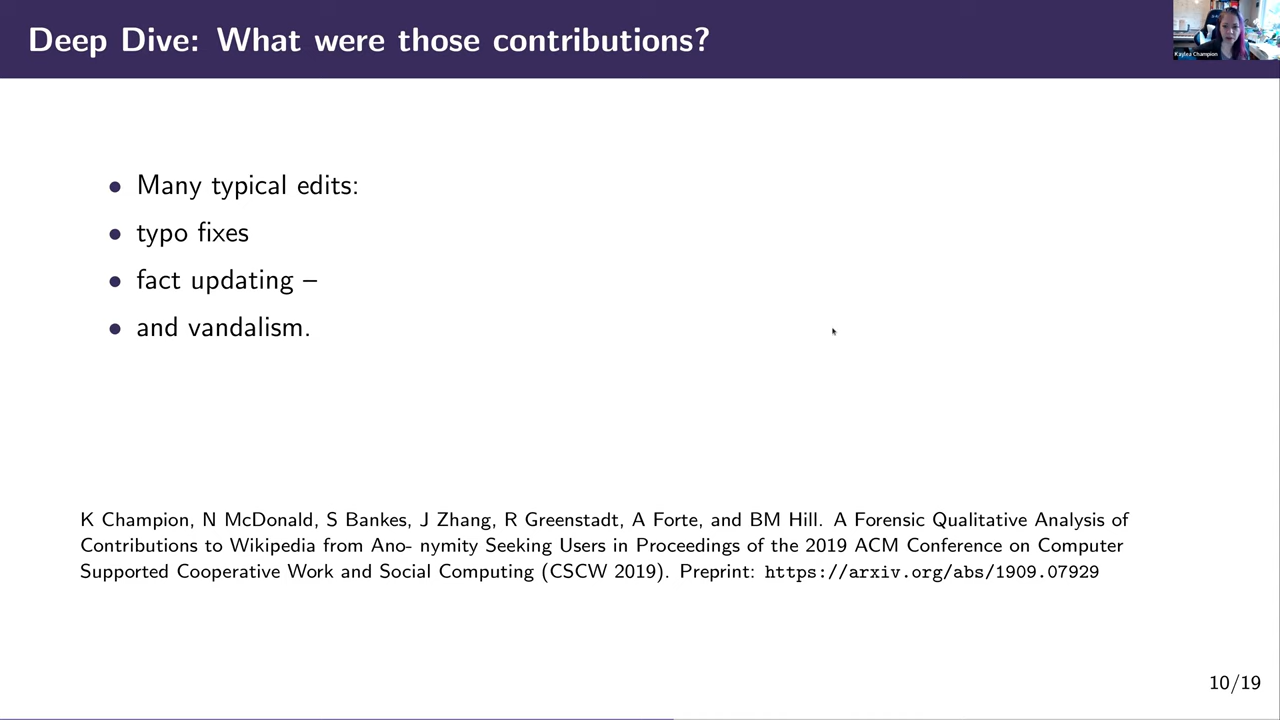 Deep Dive: What were those contributions?
Kaylea Champion
• Many typical edits:
• typo fixes
• fact updating –
• and vandalism.
K Champion, N McDonald, S Bankes, J Zhang, R Greenstadt, A Forte, and BM Hill. A Forensic Qualitative Analysis of
Contributions to Wikipedia from Ano- nymity Seeking Users in Proceedings of the 2019 ACM Conference on Computer
Supported Cooperative Work and Social Computing (CSCW 2019). Preprint: https://arxiv.org/abs/1909.07929
10/19